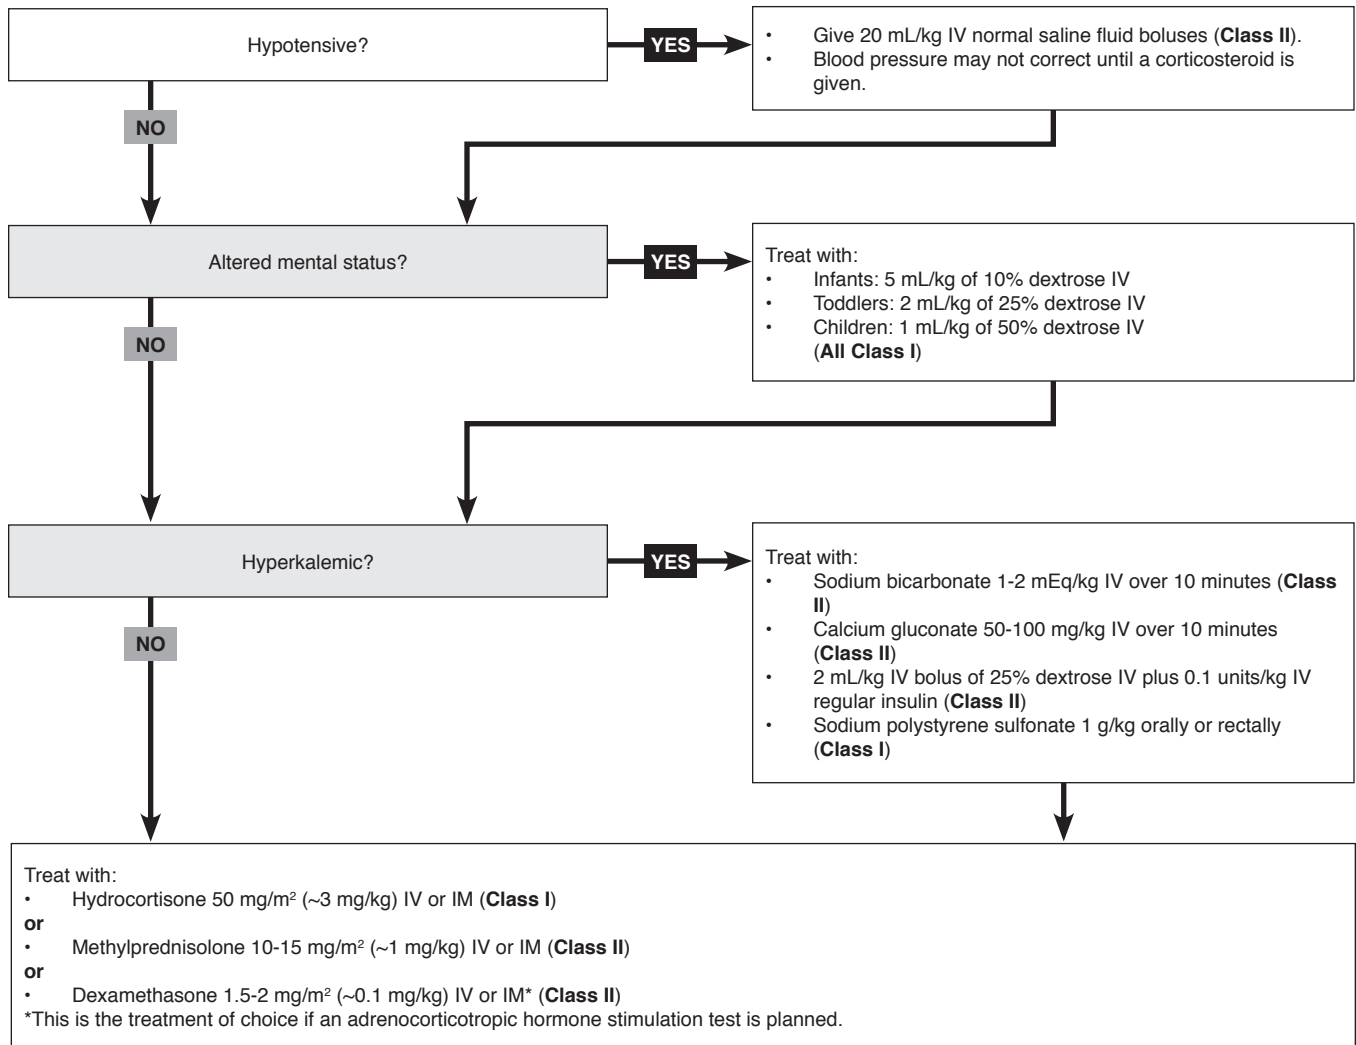 Hypotensive?
YES
• Give 20 mL/kg IV normal saline fluid boluses (Class II).
• Blood pressure may not correct until a corticosteroid is
given.
NO
Altered mental status?
YES
Treat with:
• Infants: 5 mL/kg of 10% dextrose IV
• Toddlers: 2 mL/kg of 25% dextrose IV
• Children: 1 mL/kg of 50% dextrose IV
(All Class I)
NO
Hyperkalemic?
YES
Treat with:
• Sodium bicarbonate 1-2 mEq/kg IV over 10 minutes (Class
II)
• Calcium gluconate 50-100 mg/kg IV over 10 minutes
(Class II)
• 2 mL/kg IV bolus of 25% dextrose IV plus 0.1 units/kg IV
regular insulin (Class II)
• Sodium polystyrene sulfonate 1 g/kg orally or rectally
(Class I)
NO
Treat with:
• Hydrocortisone 50 mg/m² (~3 mg/kg) IV or IM (Class I)
or
• Methylprednisolone 10-15 mg/m² (~1 mg/kg) IV or IM (Class II)
or
• Dexamethasone 1.5-2 mg/m² (~0.1 mg/kg) IV or IM* (Class II)
*This is the treatment of choice if an adrenocorticotropic hormone stimulation test is planned.